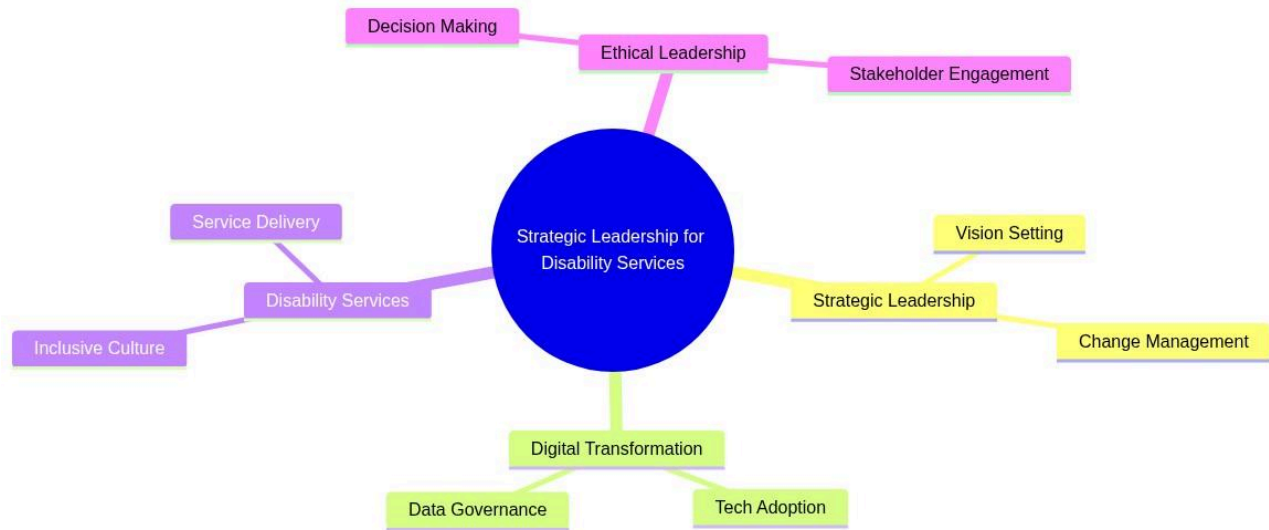 Decision Making
Ethical Leadership
Stakeholder Engagement
Service Delivery
Vision Setting
Strategic Leadership for
Disability Services
Disability Services
Strategic Leadership
Inclusive Culture
Change Management
Digital Transformation
Data Governance
Tech Adoption